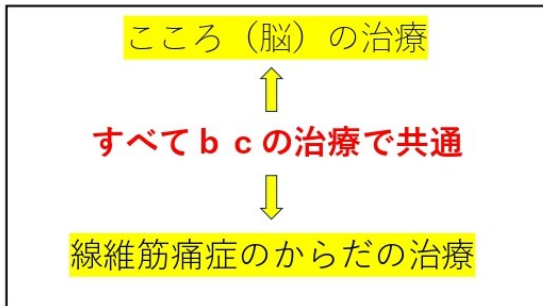 こころ（脳）の治療
すべてｂｃの治療で共通
線維筋痛症のからだの治療